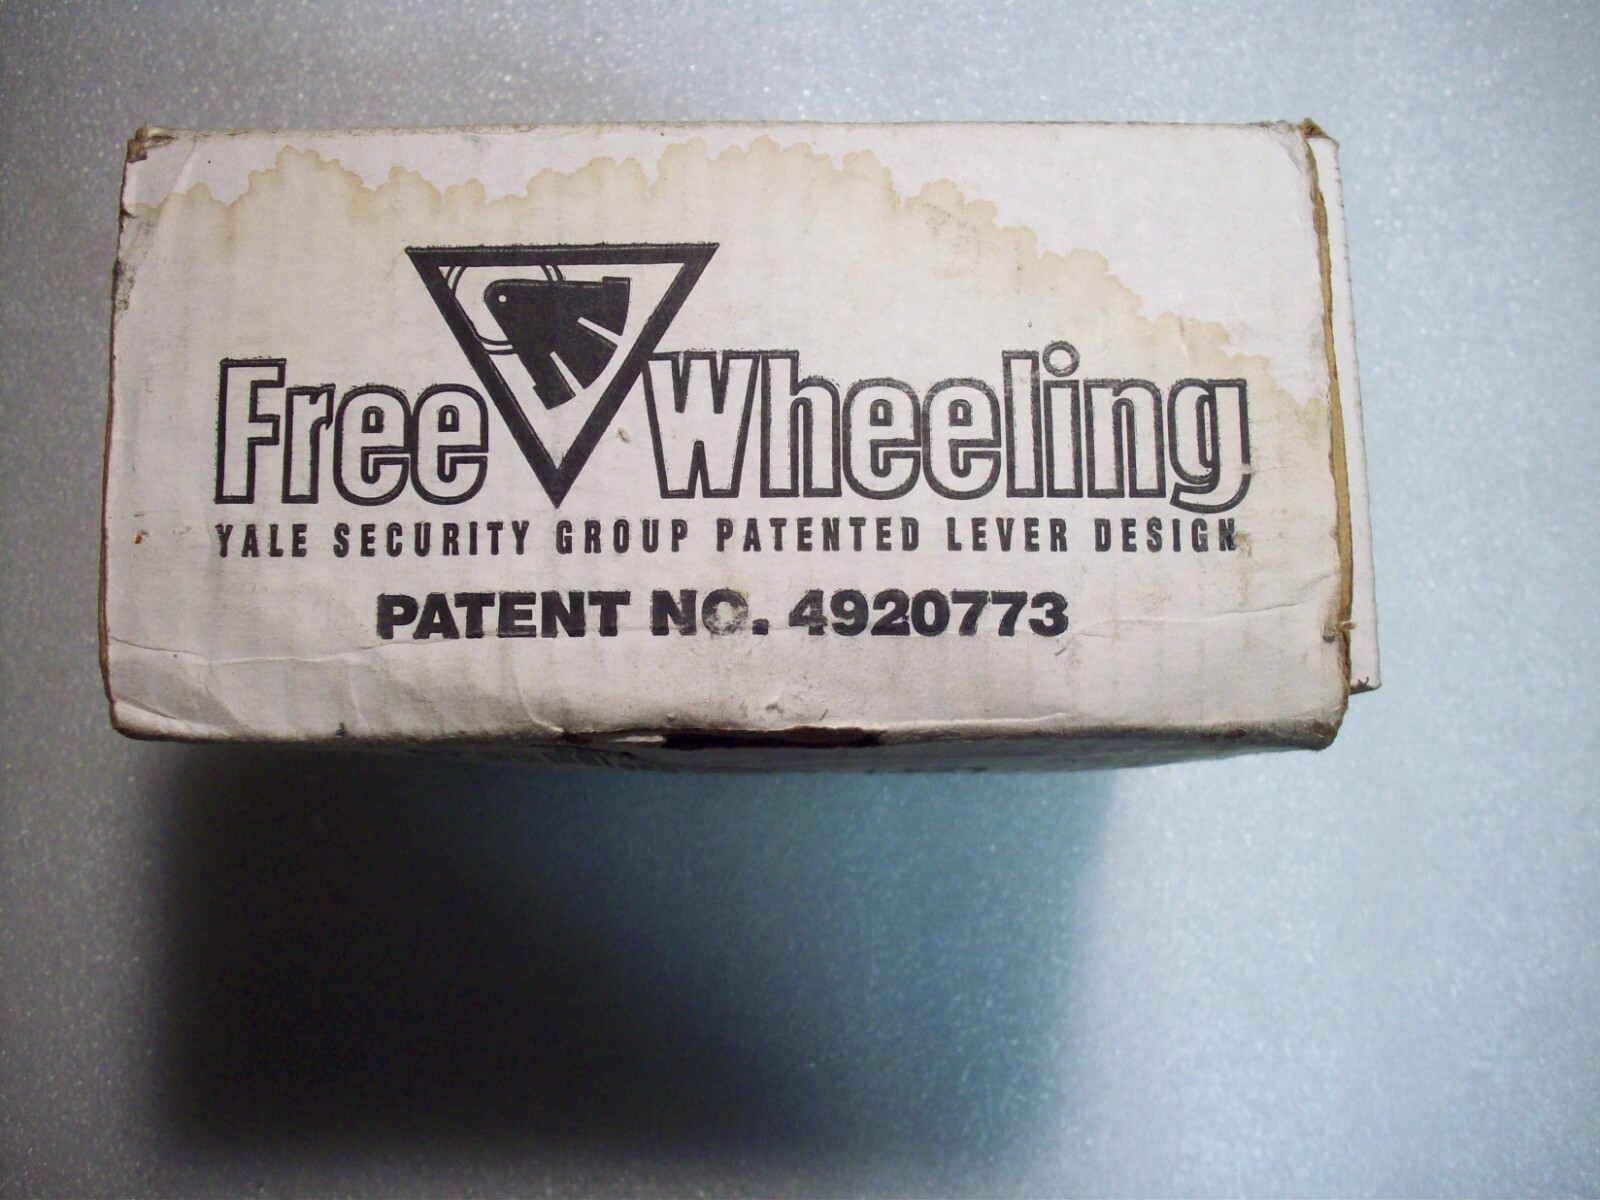 Free Wheeling
YALE SECURITY GROUP PATENTED LEVER DESIGN
PATENT NO. 4920773